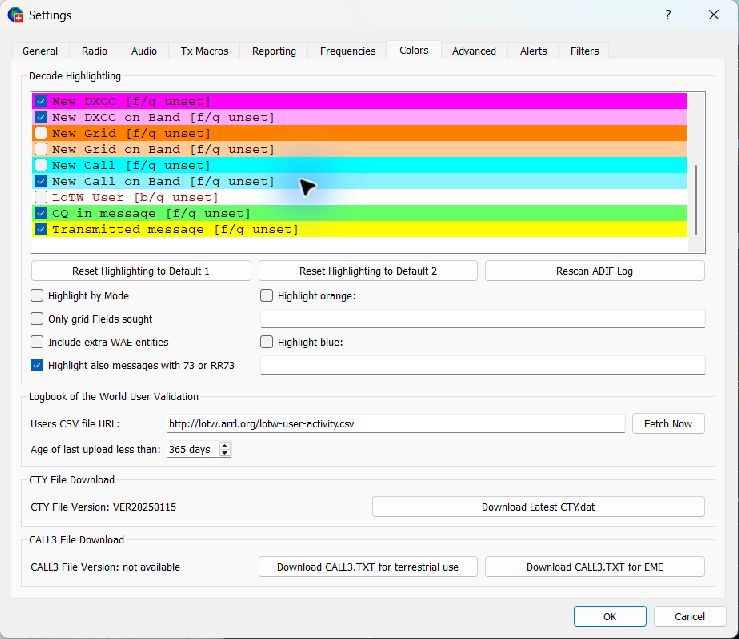 Settings
General Radio Audio Tx Macros Reporting Frequencies Colors Advanced Alerts Filters
Decode Highlightling
New DXCC [f/g unset]
New DXCC on Band [f/g unset]
New Grid [f/g unset]
New Grid on Band [f/g unset]
New Call [f/g unset]
New Call on Band [f/g unset]
LoTW User [b/g unset]
CQ in message [f/g unset]
Transmitted message [f/g unset]
Reset Highlighting to Default 1 Reset Highlighting to Default 2 Rescan ADIF Log
Highlight by Mode Highlight orange:
Only grid Fields sought
Include extra WAE entities Highlight blue:
Highlight also messages with 73 or RR73
Logbook of the World User Validation
Users CSV file URL: http://lotw.arrl.org/lotw-user-activity.csv Fetch Now
Age of last upload less than: 365 days
CTY File Download
CTY File Version: VER20250115 Download Latest CTY.dat
CALL3 File Download
CALL3 File Version: not available Download CALL3.TXT for terrestrial use Download CALL3.TXT for EME
OK Cancel